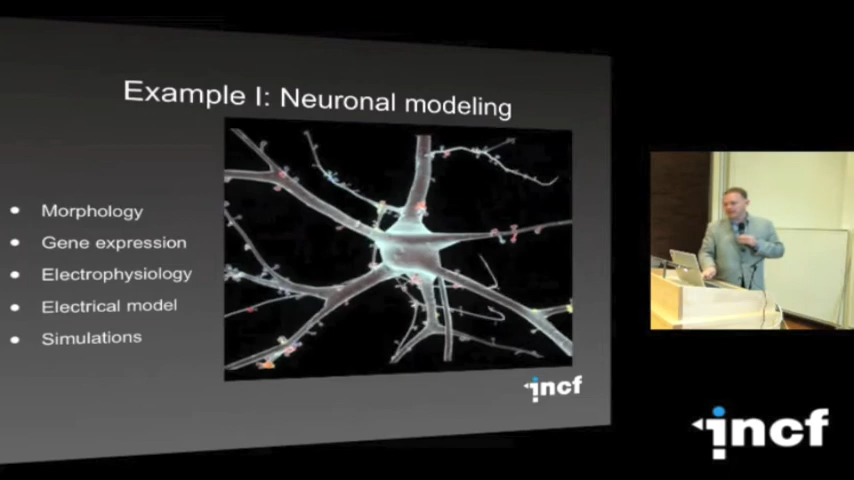 Example I: Neuronal modeling
Morphology
Gene expression
Electrophysiology
Electrical model
Simulations
incf
incf